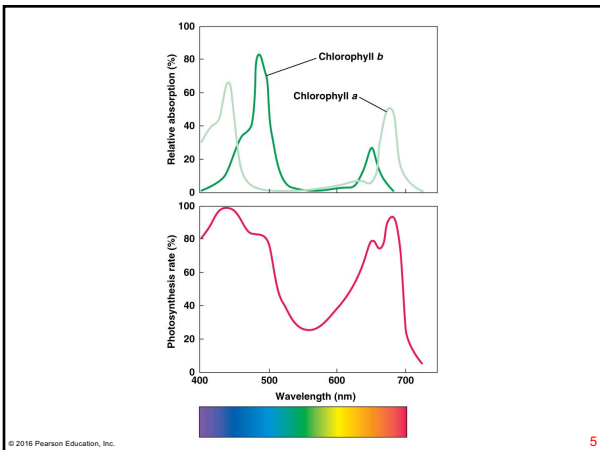 100
80
60
40
20
0
Relative absorption (%)
Chlorophyll b
Chlorophyll a
100
80
60
40
20
0
Photosynthesis rate (%)
400 500 600 700
Wavelength (nm)
© 2016 Pearson Education, Inc.
5